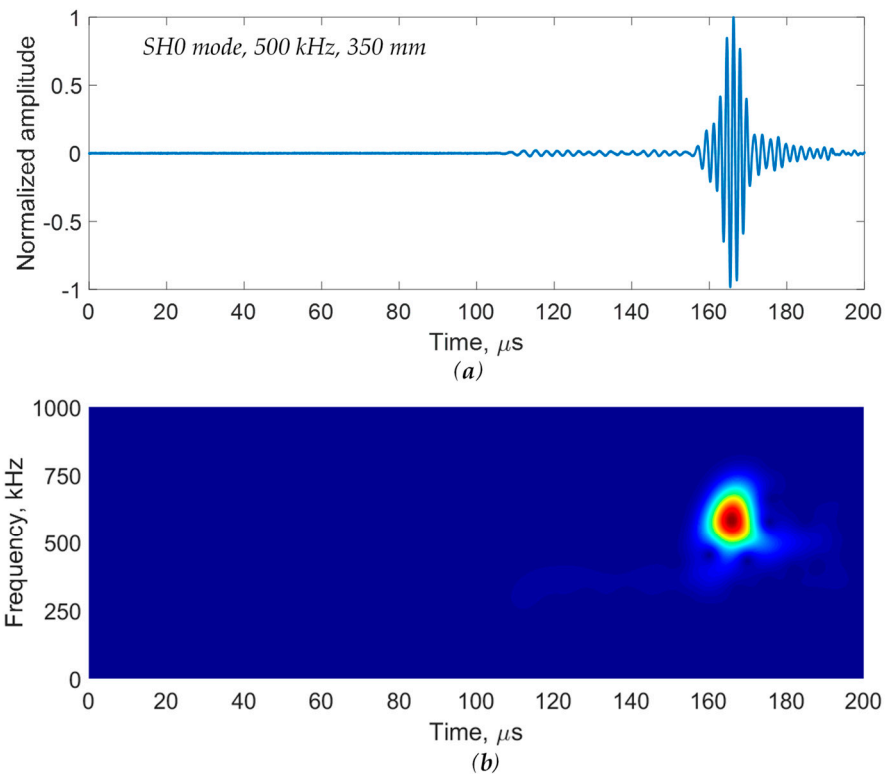 1
SH0 mode, 500 kHz, 350 mm
0.5
Normalized amplitude
0
-0.5
-1
0 20 40 60 80 100 120 140 160 180 200
Time, μs
(a)
1000
750
Frequency, kHz
500
250
0
0 20 40 60 80 100 120 140 160 180 200
Time, μs
(b)